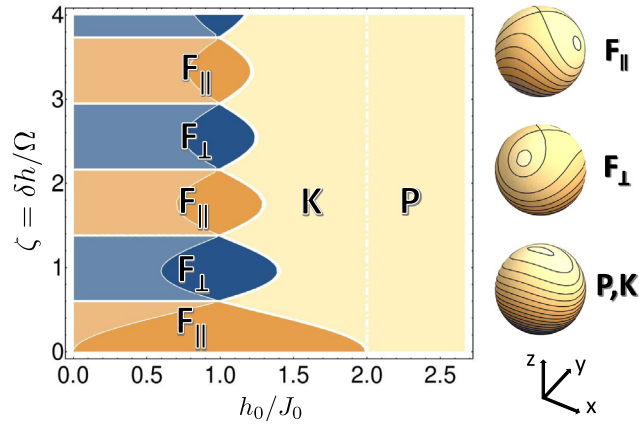 4
3
2
1
0
ζ = δh/Ω
F∥
F⊥
F∥
F⊥
F∥
K
P
0.0 0.5 1.0 1.5 2.0 2.5
h₀/J₀
F∥
F⊥
P,K
z
y
x